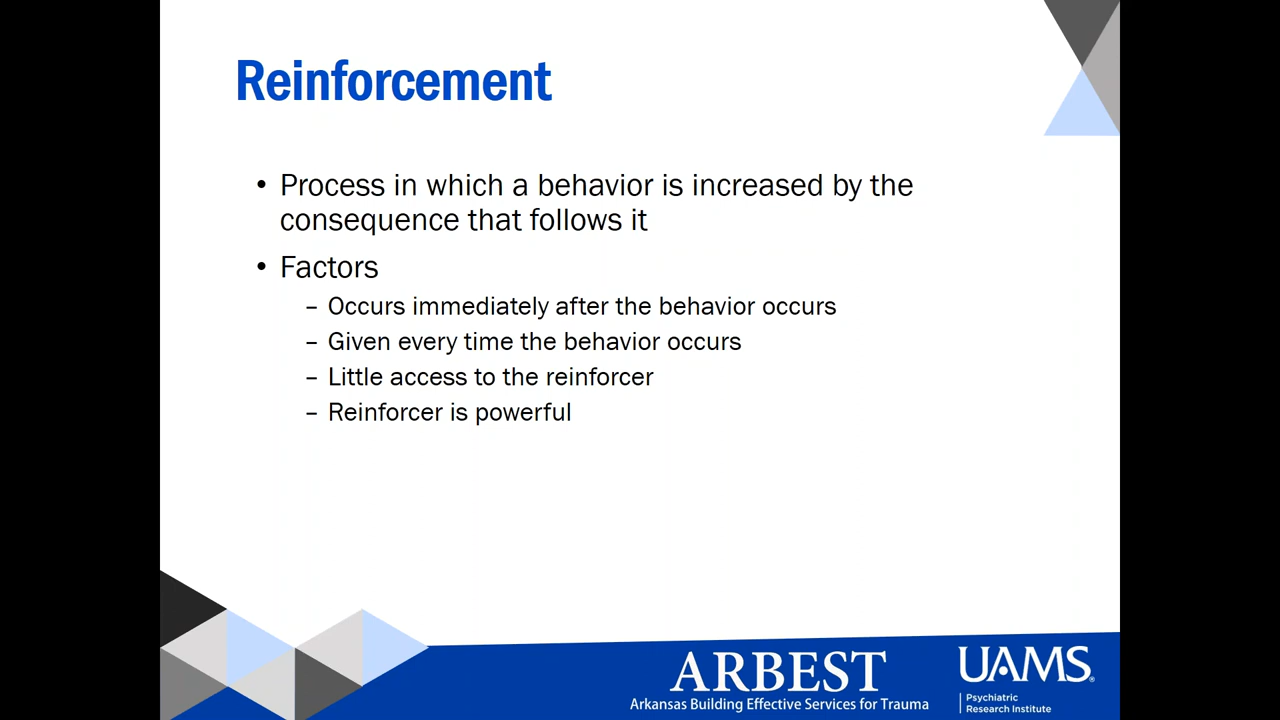 Reinforcement
• Process in which a behavior is increased by the
consequence that follows it
• Factors
– Occurs immediately after the behavior occurs
– Given every time the behavior occurs
– Little access to the reinforcer
– Reinforcer is powerful
ARBEST
Arkansas Building Effective Services for Trauma
UAMS®
Psychiatric
Research Institute